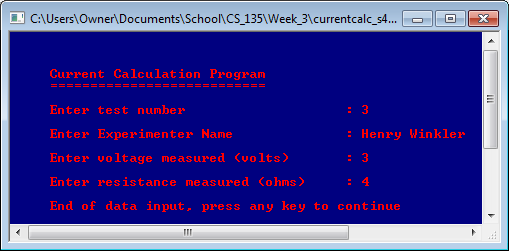 C:\Users\Owner\Documents\School\CS_135\Week_3\currentcalc_s4...
Current Calculation Program
===========================
Enter test number : 3
Enter Experimenter Name : Henry Winkler
Enter voltage measured (volts) : 3
Enter resistance measured (ohms) : 4
End of data input, press any key to continue